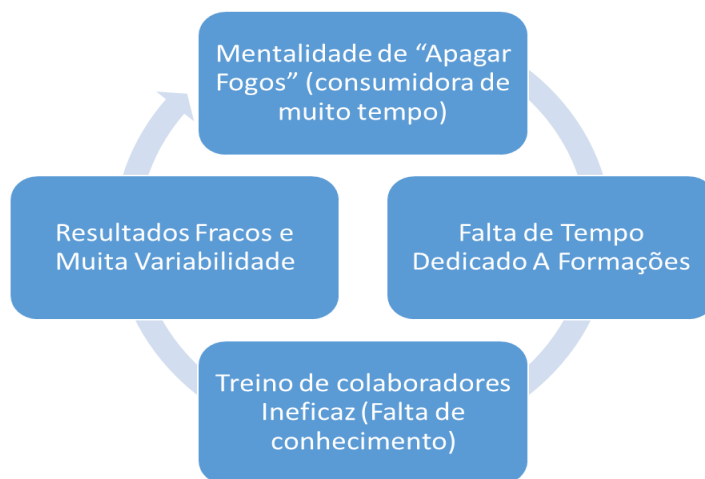 Mentalidade de “Apagar
Fogos” (consumidora de
muito tempo)
Falta de Tempo
Dedicado A Formações
Treino de colaboradores
Ineficaz (Falta de
conhecimento)
Resultados Fracos e
Muita Variabilidade